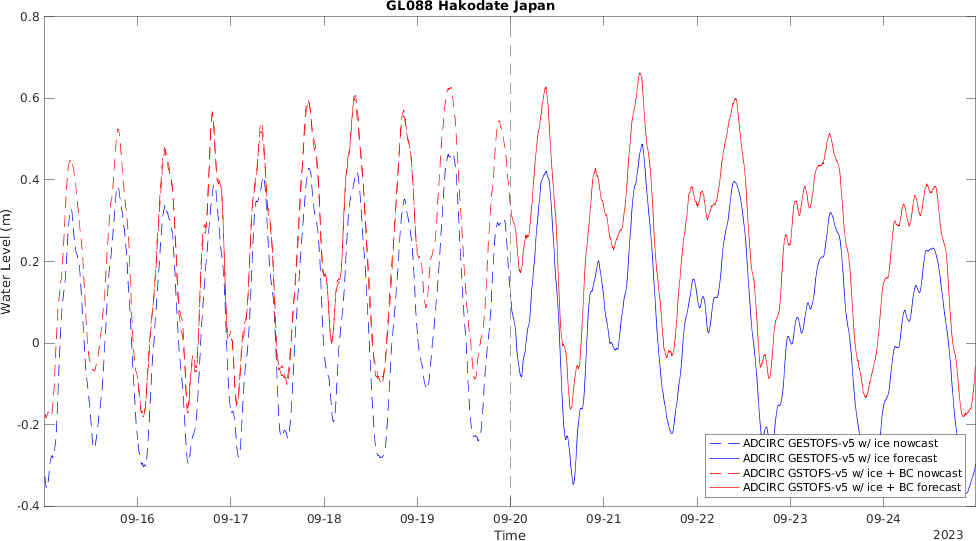 GL088 Hakodate Japan
0.8
0.6
0.4
0.2
0
-0.2
-0.4
Water Level (m)
09-16 09-17 09-18 09-19 09-20 09-21 09-22 09-23 09-24
Time
2023
ADCIRC GESTOFS-v5 w/ ice nowcast
ADCIRC GESTOFS-v5 w/ ice forecast
ADCIRC GSTOFS-v5 w/ ice + BC nowcast
ADCIRC GSTOFS-v5 w/ ice + BC forecast